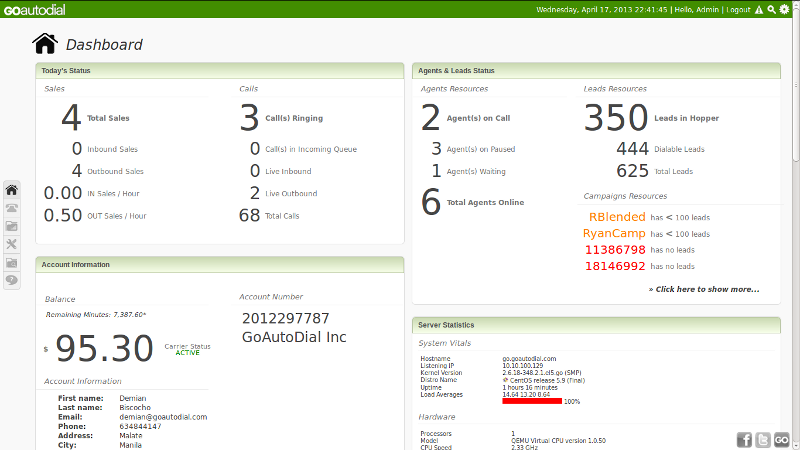 GOautodial
Wednesday, April 17, 2013 22:41:45 | Hello, Admin | Logout
Dashboard
Today's Status
Sales
4 Total Sales
0 Inbound Sales
4 Outbound Sales
0.00 IN Sales / Hour
0.50 OUT Sales / Hour
Calls
3 Call(s) Ringing
0 Call(s) in Incoming Queue
0 Live Inbound
2 Live Outbound
68 Total Calls
Agents & Leads Status
Agents Resources
2 Agent(s) on Call
3 Agent(s) on Paused
1 Agent(s) Waiting
6 Total Agents Online
Leads Resources
350 Leads in Hopper
444 Dialable Leads
625 Total Leads
Campaigns Resources
RBlended has < 100 leads
RyanCamp has < 100 leads
11386798 has no leads
18146992 has no leads
» Click here to show more...
Account Information
Balance
Remaining Minutes: 7,387.60*
$ 95.30
Carrier Status
ACTIVE
Account Number
2012297787
GoAutoDial Inc
Account Information
First name: Demian
Last name: Biscocho
Email: demian@goautodial.com
Phone: 634844147
Address: Malate
City: Manila
Server Statistics
System Vitals
Hostname go.goautodial.com
Listening IP 10.10.100.129
Kernel Version 2.6.18-348.2.1.el5.go (SMP)
Distro Name CentOS release 5.9 (Final)
Uptime 1 hours 16 minutes
Load Averages 14.64 13.20 8.64
100%
Hardware
Processors 1
Model QEMU Virtual CPU version 1.0.50
CPU Speed 2.33 GHz
f
t
GO